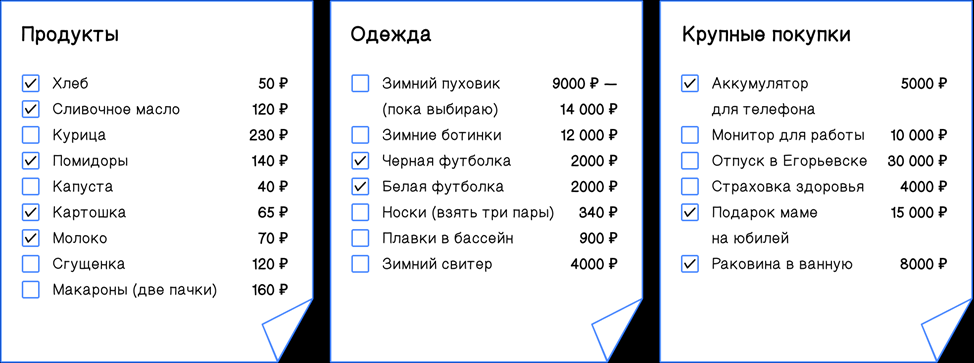 Продукты
Хлеб 50 ₽
Сливочное масло 120 ₽
Курица 230 ₽
Помидоры 140 ₽
Капуста 40 ₽
Картошка 65 ₽
Молоко 70 ₽
Сгущенка 120 ₽
Макароны (две пачки) 160 ₽
Одежда
Зимний пуховик 9000 ₽ —
(пока выбираю) 14 000 ₽
Зимние ботинки 12 000 ₽
Черная футболка 2000 ₽
Белая футболка 2000 ₽
Носки (взять три пары) 340 ₽
Плавки в бассейн 900 ₽
Зимний свитер 4000 ₽
Крупные покупки
Аккумулятор 5000 ₽
для телефона
Монитор для работы 10 000 ₽
Отпуск в Егорьевске 30 000 ₽
Страховка здоровья 4000 ₽
Подарок маме 15 000 ₽
на юбилей
Раковина в ванную 8000 ₽